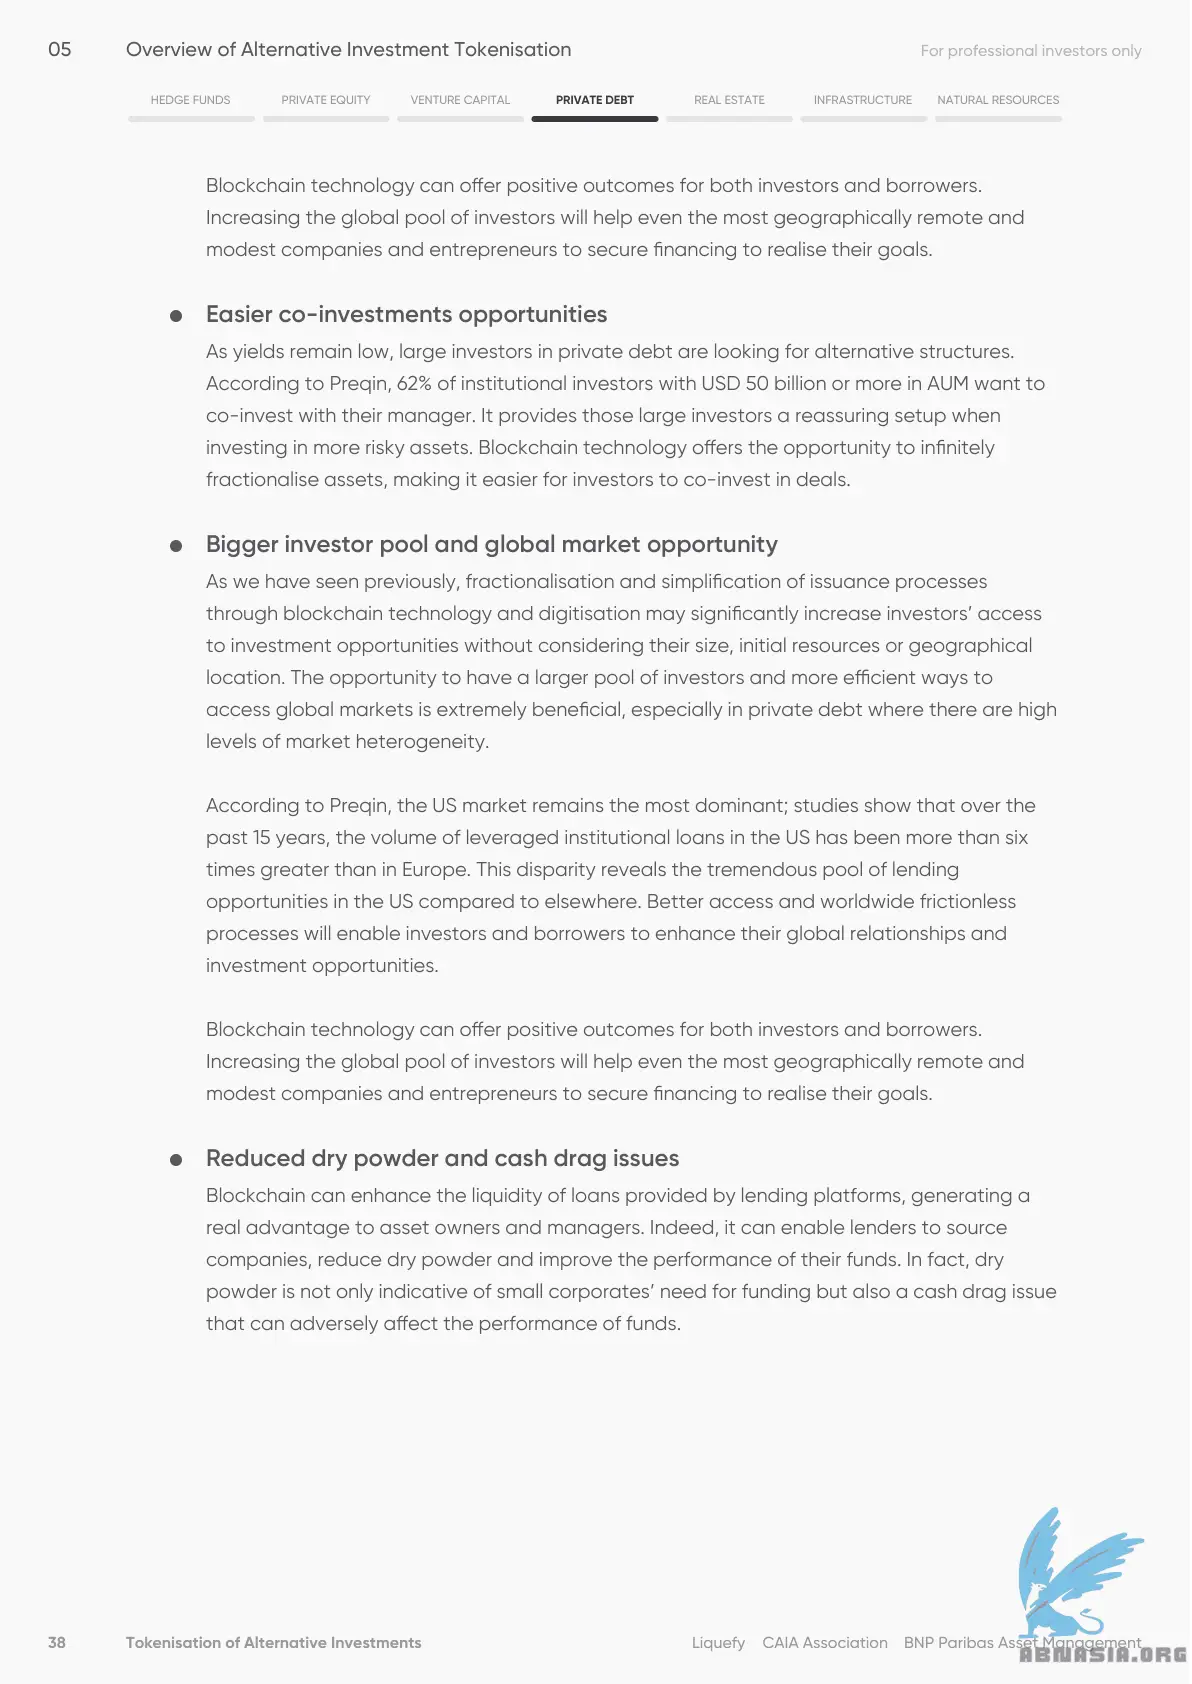 05 Overview of Alternative Investment Tokenisation For professional investors only
HEDGE FUNDS PRIVATE EQUITY VENTURE CAPITAL PRIVATE DEBT REAL ESTATE INFRASTRUCTURE NATURAL RESOURCES
Blockchain technology can offer positive outcomes for both investors and borrowers.
Increasing the global pool of investors will help even the most geographically remote and
modest companies and entrepreneurs to secure financing to realise their goals.
● Easier co-investments opportunities
As yields remain low, large investors in private debt are looking for alternative structures.
According to Preqin, 62% of institutional investors with USD 50 billion or more in AUM want to
co-invest with their manager. It provides those large investors a reassuring setup when
investing in more risky assets. Blockchain technology offers the opportunity to infinitely
fractionalise assets, making it easier for investors to co-invest in deals.
● Bigger investor pool and global market opportunity
As we have seen previously, fractionalisation and simplification of issuance processes
through blockchain technology and digitisation may significantly increase investors’ access
to investment opportunities without considering their size, initial resources or geographical
location. The opportunity to have a larger pool of investors and more efficient ways to
access global markets is extremely beneficial, especially in private debt where there are high
levels of market heterogeneity.
According to Preqin, the US market remains the most dominant; studies show that over the
past 15 years, the volume of leveraged institutional loans in the US has been more than six
times greater than in Europe. This disparity reveals the tremendous pool of lending
opportunities in the US compared to elsewhere. Better access and worldwide frictionless
processes will enable investors and borrowers to enhance their global relationships and
investment opportunities.
Blockchain technology can offer positive outcomes for both investors and borrowers.
Increasing the global pool of investors will help even the most geographically remote and
modest companies and entrepreneurs to secure financing to realise their goals.
● Reduced dry powder and cash drag issues
Blockchain can enhance the liquidity of loans provided by lending platforms, generating a
real advantage to asset owners and managers. Indeed, it can enable lenders to source
companies, reduce dry powder and improve the performance of their funds. In fact, dry
powder is not only indicative of small corporates’ need for funding but also a cash drag issue
that can adversely affect the performance of funds.
38 Tokenisation of Alternative Investments Liquefy CAIA Association BNP Paribas Asset Management
ABNASIA.ORG